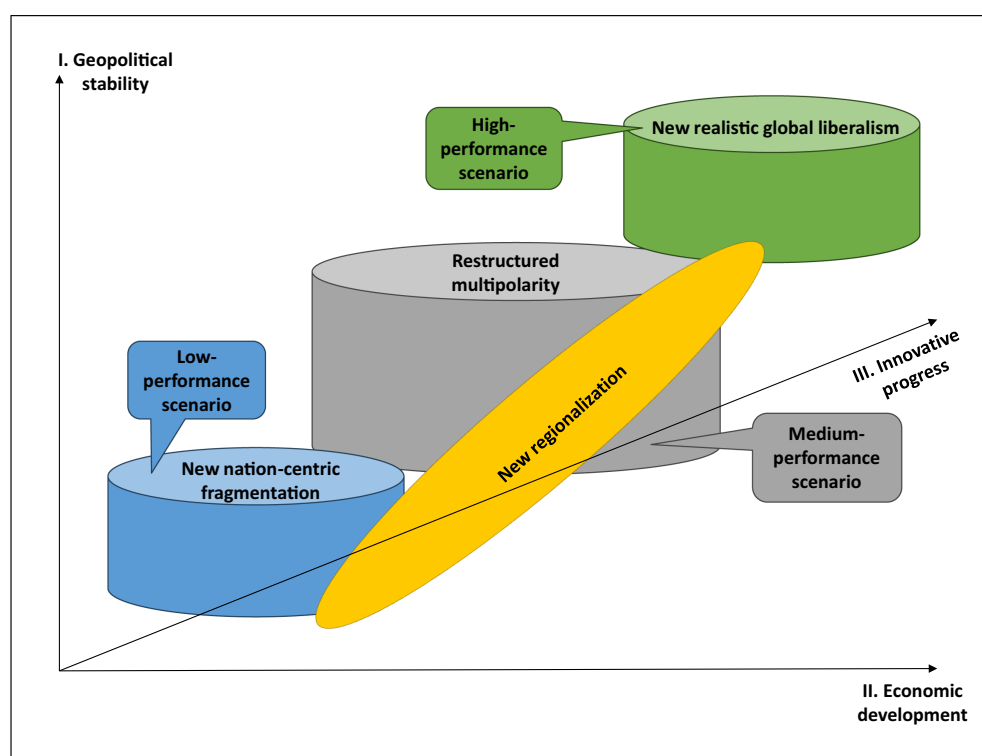 I. Geopolitical
stability
High-
performance
scenario
New realistic global liberalism
Restructured
multipolarity
Low-
performance
scenario
III. Innovative
progress
New regionalization
Medium-
performance
scenario
New nation-centric
fragmentation
II. Economic
development